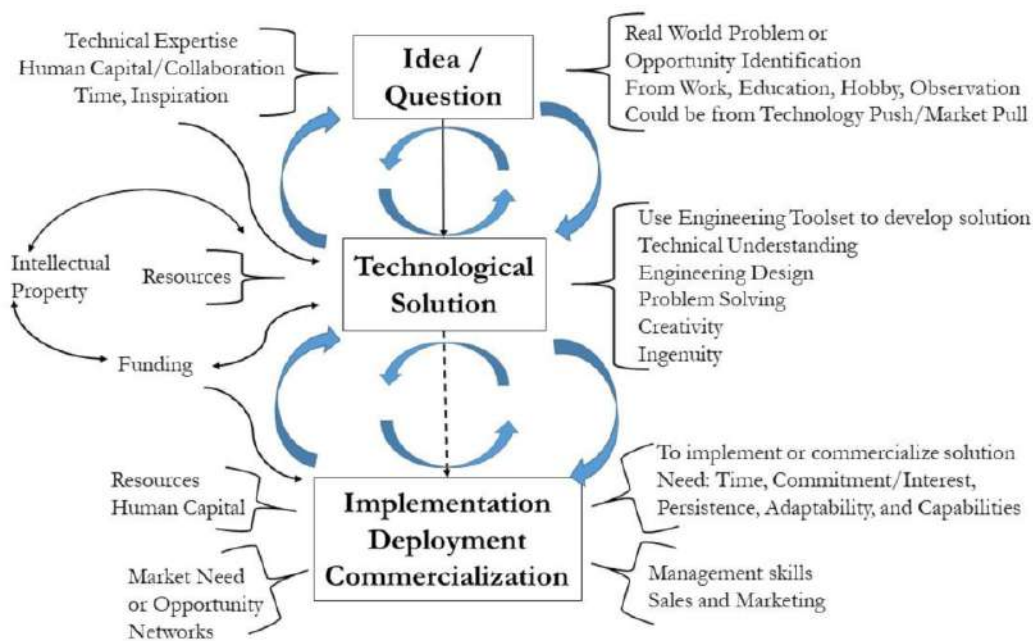 Technical Expertise
Human Capital/Collaboration
Time, Inspiration
Idea /
Question
Real World Problem or
Opportunity Identification
From Work, Education, Hobby, Observation
Could be from Technology Push/Market Pull
Intellectual
Property
Resources
Technological
Solution
Use Engineering Toolset to develop solution
Technical Understanding
Engineering Design
Problem Solving
Creativity
Ingenuity
Funding
Resources
Human Capital
Market Need
or Opportunity
Networks
Implementation
Deployment
Commercialization
To implement or commercialize solution
Need: Time, Commitment/Interest,
Persistence, Adaptability, and Capabilities
Management skills
Sales and Marketing